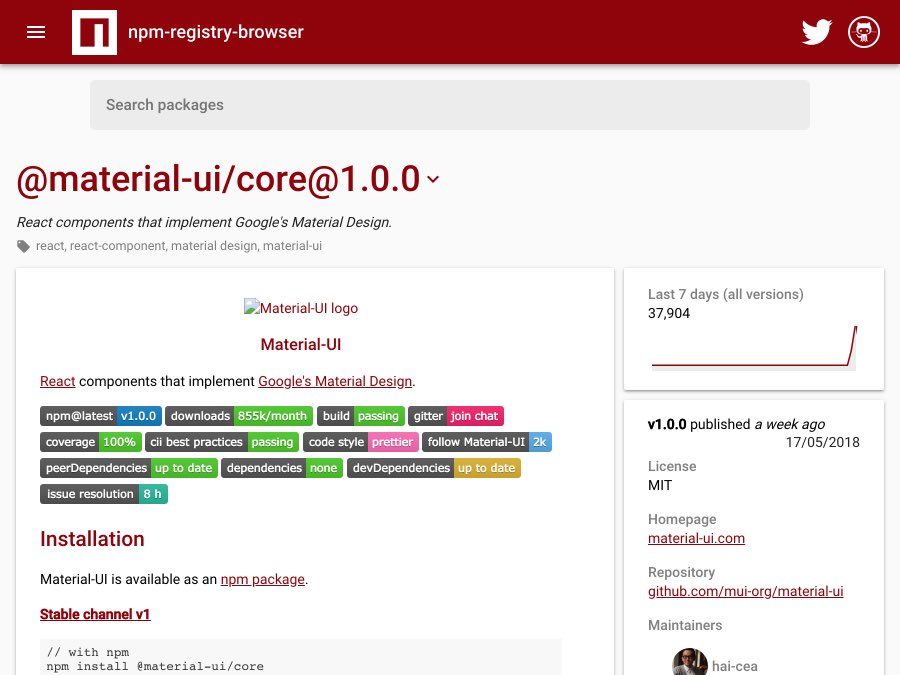 npm-registry-browser
Search packages
@material-ui/core@1.0.0
React components that implement Google's Material Design.
react, react-component, material design, material-ui
Material-UI logo
Material-UI
React components that implement Google's Material Design.
npm@latest v1.0.0 downloads 855k/month build passing gitter join chat
coverage 100% cii best practices passing code style prettier follow Material-UI 2k
peerDependencies up to date dependencies none devDependencies up to date
issue resolution 8 h
Installation
Material-UI is available as an npm package.
Stable channel v1
// with npm
npm install @material-ui/core
Last 7 days (all versions)
37,904
v1.0.0 published a week ago
17/05/2018
License
MIT
Homepage
material-ui.com
Repository
github.com/mui-org/material-ui
Maintainers
hai-cea